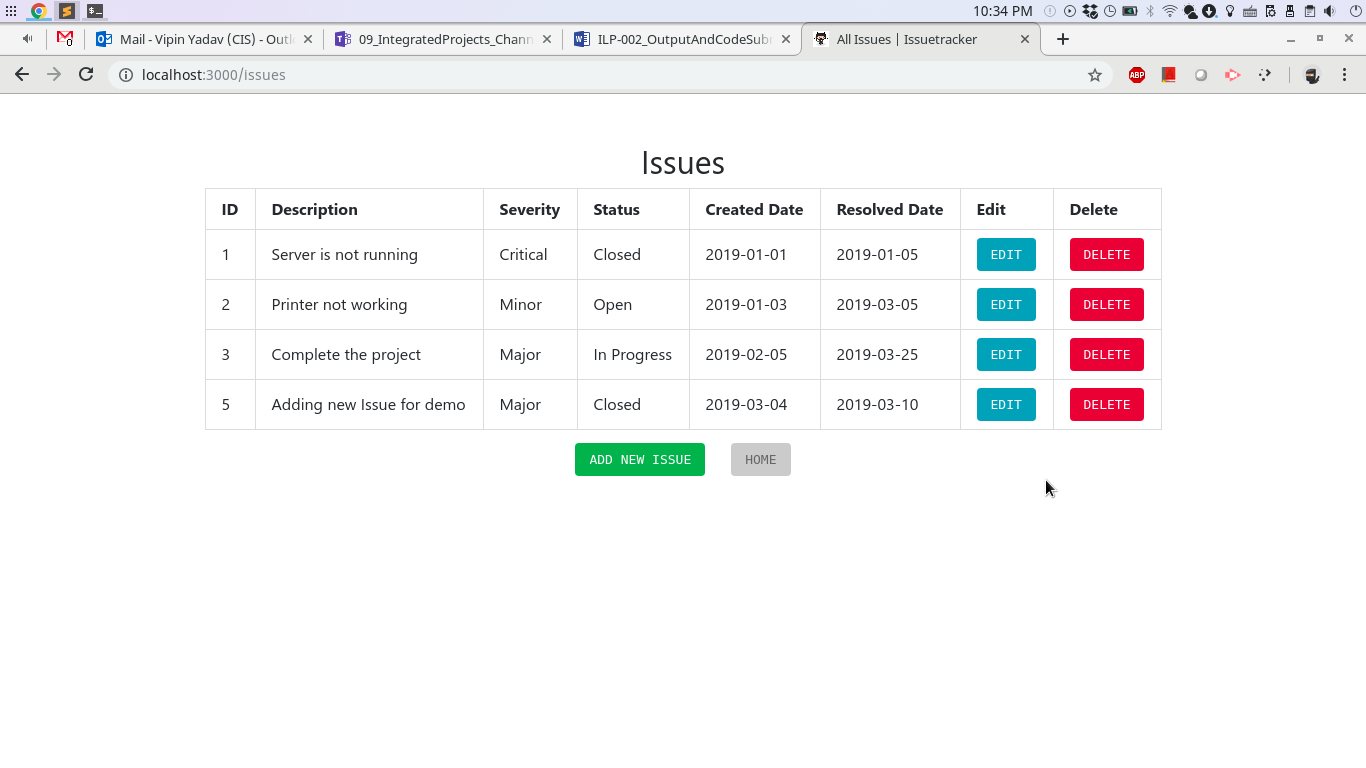 10:34 PM
Mail - Vipin Yadav (CIS) - Outl
09_IntegratedProjects_Chann
ILP-002_OutputAndCodeSubr
All Issues | Issuetracker
localhost:3000/issues
ABP
Issues
ID Description Severity Status Created Date Resolved Date Edit Delete
1 Server is not running Critical Closed 2019-01-01 2019-01-05 EDIT DELETE
2 Printer not working Minor Open 2019-01-03 2019-03-05 EDIT DELETE
3 Complete the project Major In Progress 2019-02-05 2019-03-25 EDIT DELETE
5 Adding new Issue for demo Major Closed 2019-03-04 2019-03-10 EDIT DELETE
ADD NEW ISSUE HOME